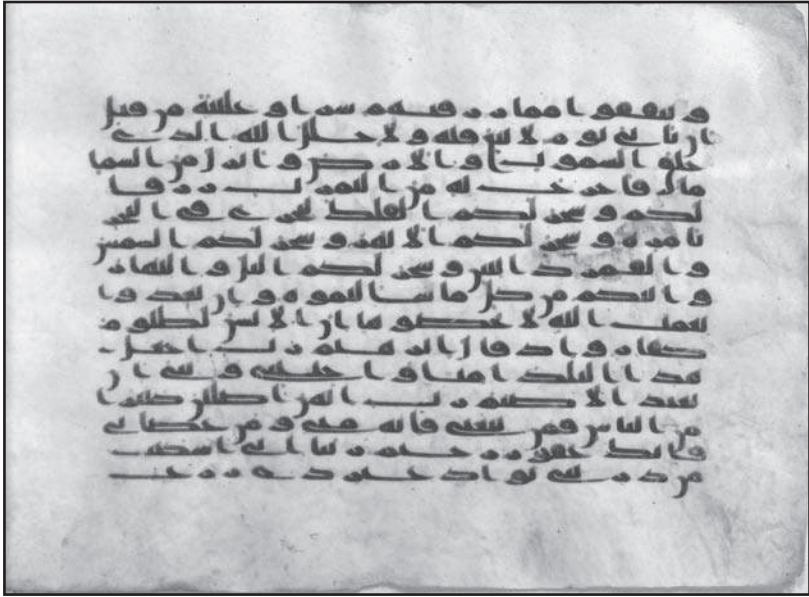 وينفقوا مما رزقنهم سرا وعلنية من قبل
ان ياتي يوم لا بيع فيه ولا خلل الله الذي
خلق السموت والارض وانزل من السما
ما فاخرج به من الثمرت رزقا
لكم وسخر لكم الفلك لتجري في البحر
بامره وسخر لكم الانهر وسخر لكم الشمس
والقمر دائبين وسخر لكم اليل والنهار
واتيكم من كل ما سالتموه وان تعدوا
نعمت الله لا تحصوها ان الانسن لظلوم
كفار واذ قال ابرهيم رب اجعل
هذا البلد امنا واجنبني وبني ان
نعبد الاصنام رب انهن اضللن كثيرا
من الناس فمن تبعني فانه مني ومن عصاني
فانك غفور رحيم ربنا اني اسكنت
من ذريتي بواد غير ذي زرع